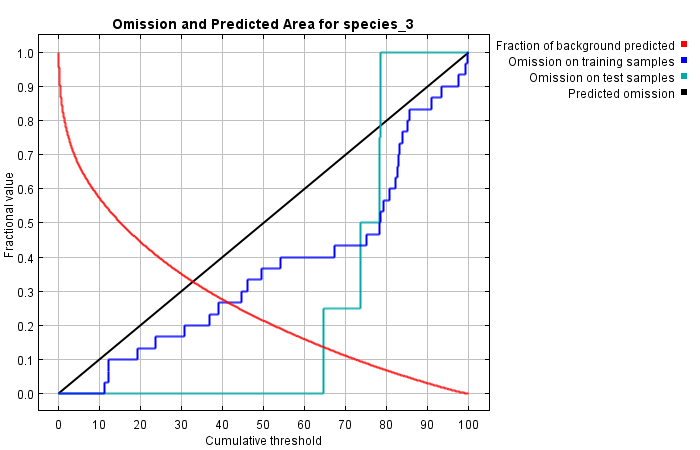 Omission and Predicted Area for species_3
Fraction of background predicted
Omission on training samples
Omission on test samples
Predicted omission
Fractional value
1.0
0.9
0.8
0.7
0.6
0.5
0.4
0.3
0.2
0.1
0.0
0 10 20 30 40 50 60 70 80 90 100
Cumulative threshold